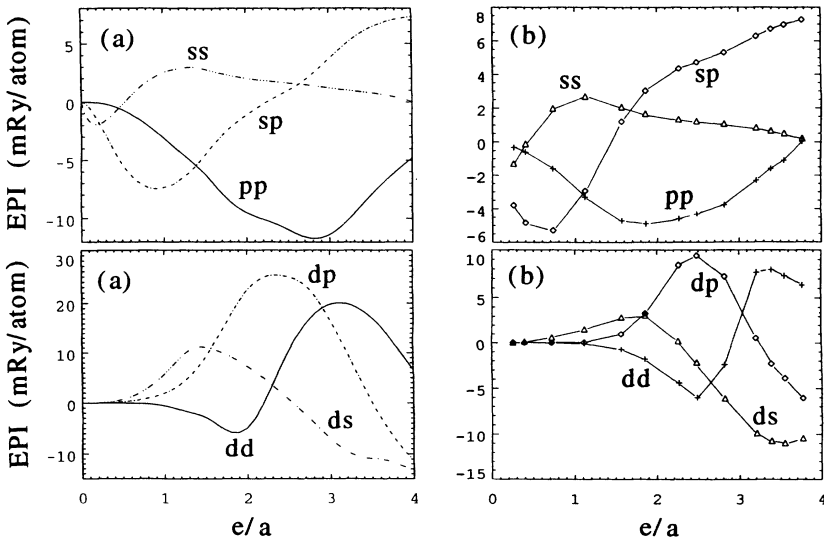 (a)
ss
sp
pp
EPI (mRy/atom)
5
0
-5
-10
(b)
sp
ss
pp
8
6
4
2
0
-2
-4
-6
(a)
dp
ds
dd
EPI (mRy/atom)
30
20
10
0
-10
0 1 2 3 4
e/a
(b)
dp
dd
ds
10
5
0
-5
-10
-15
0 1 2 3 4
e/a